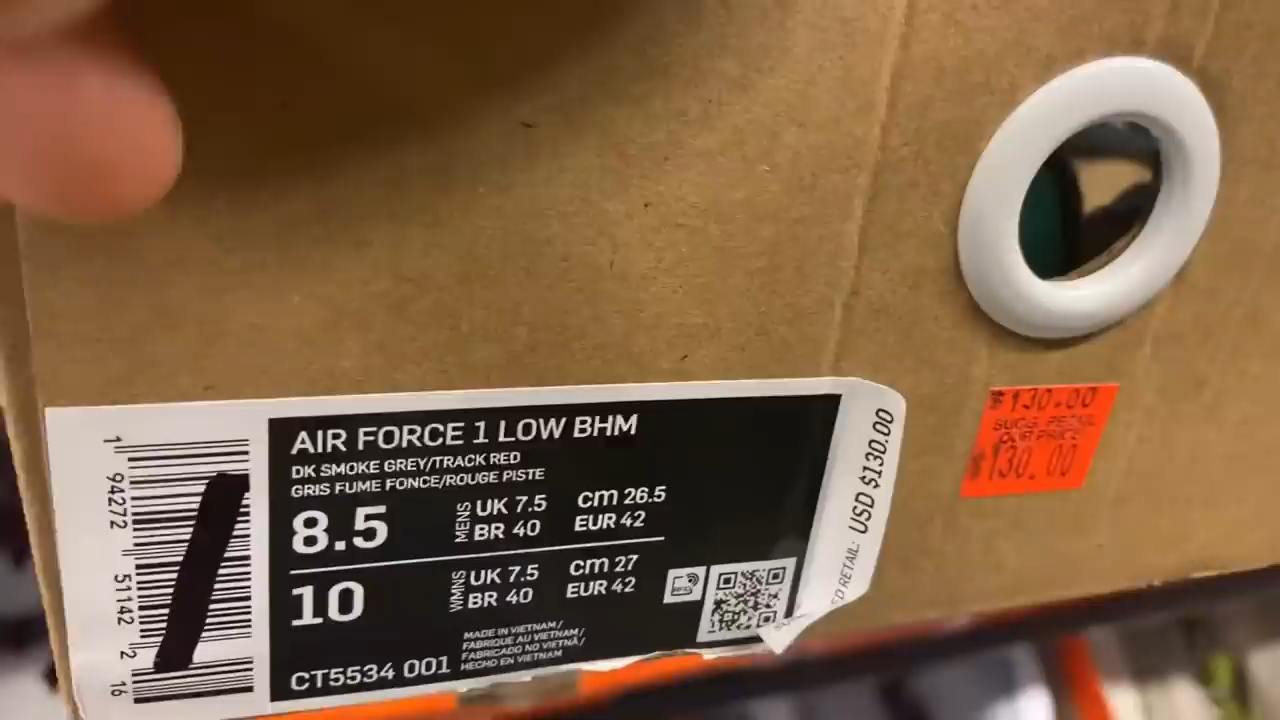 AIR FORCE 1 LOW BHM
DK SMOKE GREY/TRACK RED
GRIS FUME FONCE/ROUGE PISTE
8.5 MENS UK 7.5 cm 26.5
BR 40 EUR 42
10 WMNS UK 7.5 cm 27
BR 40 EUR 42
MADE IN VIETNAM /
FABRIQUE AU VIETNAM /
FABRICADO NO VIETNÃ /
HECHO EN VIETNAM
CT5534 001
1 94272 51142 2
16
RETAIL: USD $130.00
$130.00
SUGG. RETAIL
OUR PRICE
$130.00